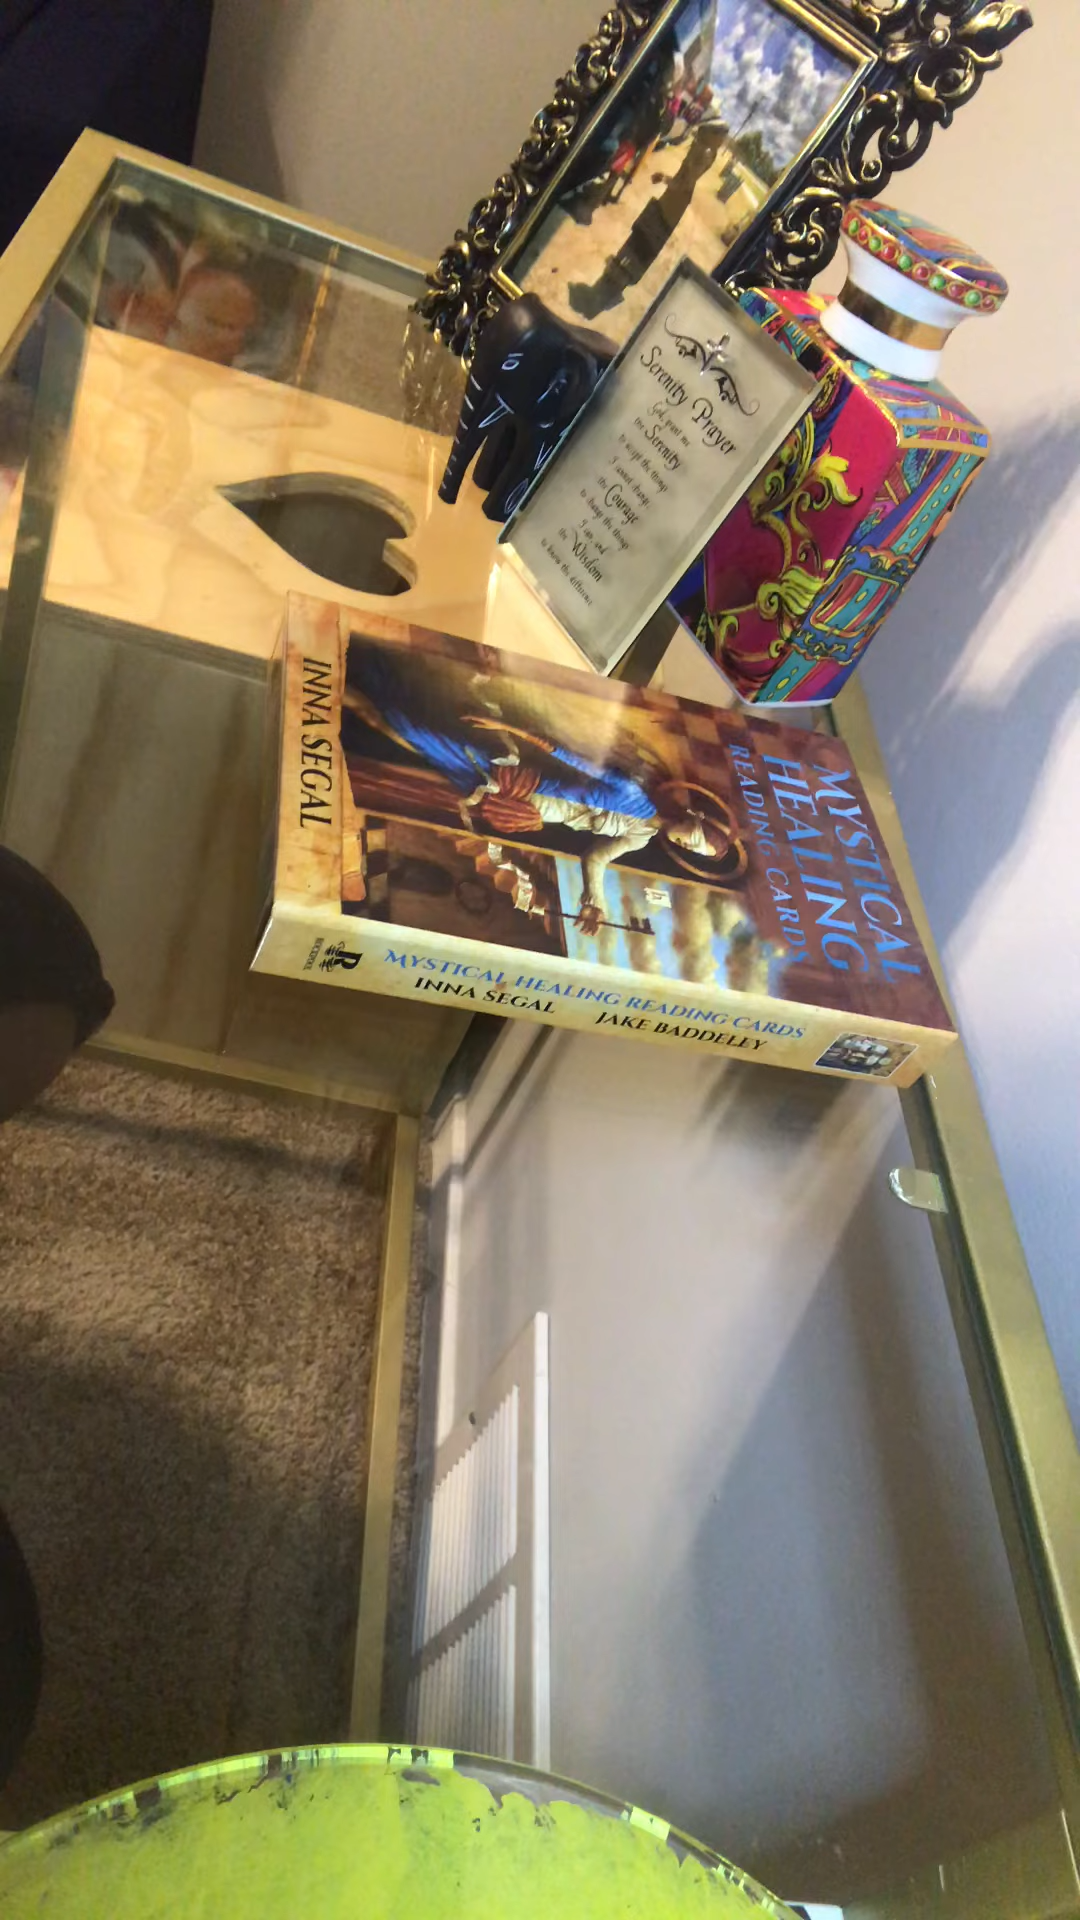 Serenity Prayer
God, grant me
the Serenity
to accept the things
I cannot change,
the Courage
to change the things
I can, and
the Wisdom
to know the difference.
MYSTICAL
HEALING
READING CARDS
INNA SEGAL
MYSTICAL HEALING READING CARDS
INNA SEGAL JAKE BADDELEY
R
ROCKPOOL